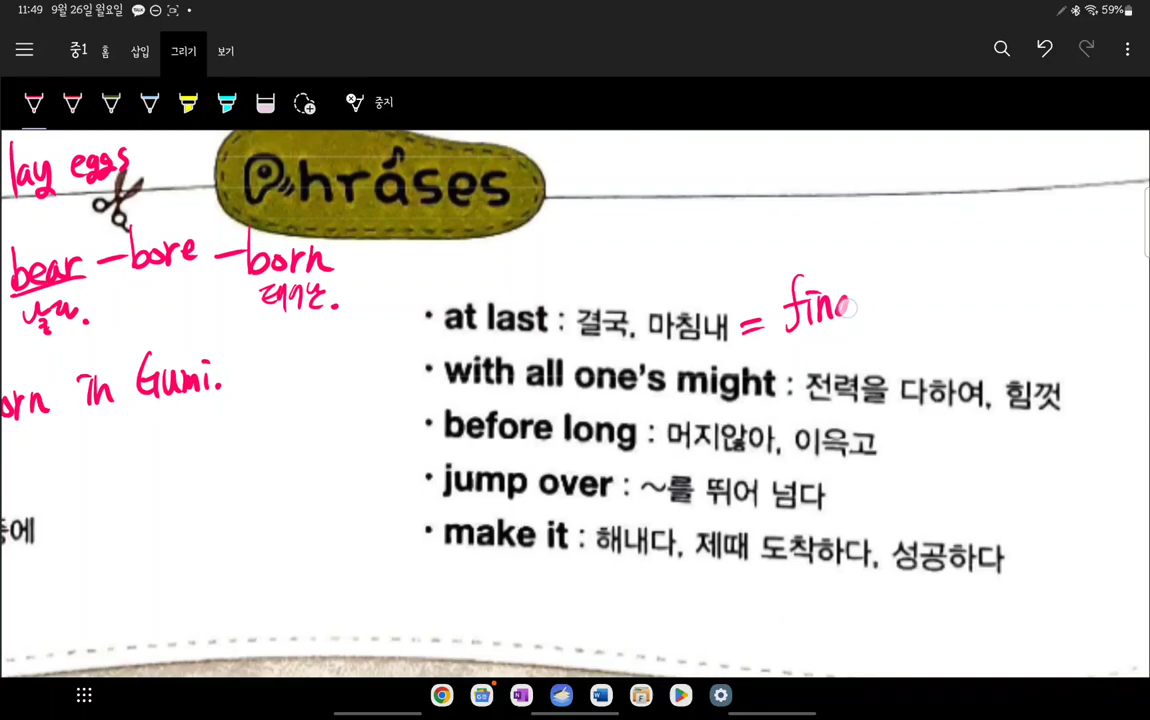 11:49 9월 26일 월요일 59%
중1 홈 삽입 그리기 보기
중지
lay eggs
Phrases
bear - bore - born
태어난.
· at last : 결국, 마침내 = fina
orn in Gumi.
· with all one's might : 전력을 다하여, 힘껏
· before long : 머지않아, 이윽고
· jump over : ～를 뛰어 넘다
중에
· make it : 해내다, 제때 도착하다, 성공하다